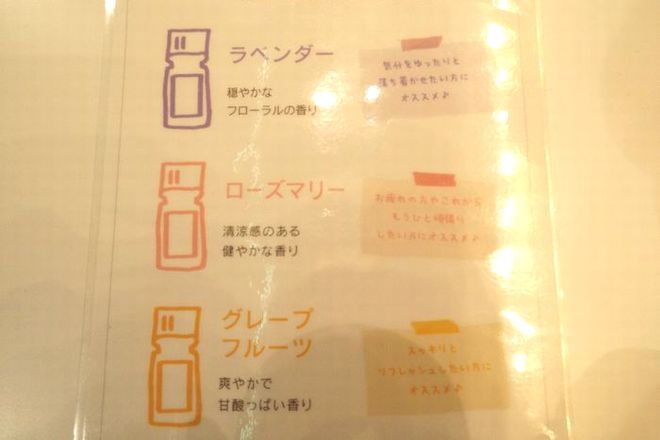 ラベンダー
穏やかな
フローラルの香り
気分をゆったりと
落ち着かせたい方に
オススメ♪
ローズマリー
清涼感のある
健やかな香り
お疲れの方やこれから
もうひと頑張り
したい方にオススメ♪
グレープ
フルーツ
爽やかで
甘酸っぱい香り
スッキリと
リフレッシュしたい方に
オススメ♪